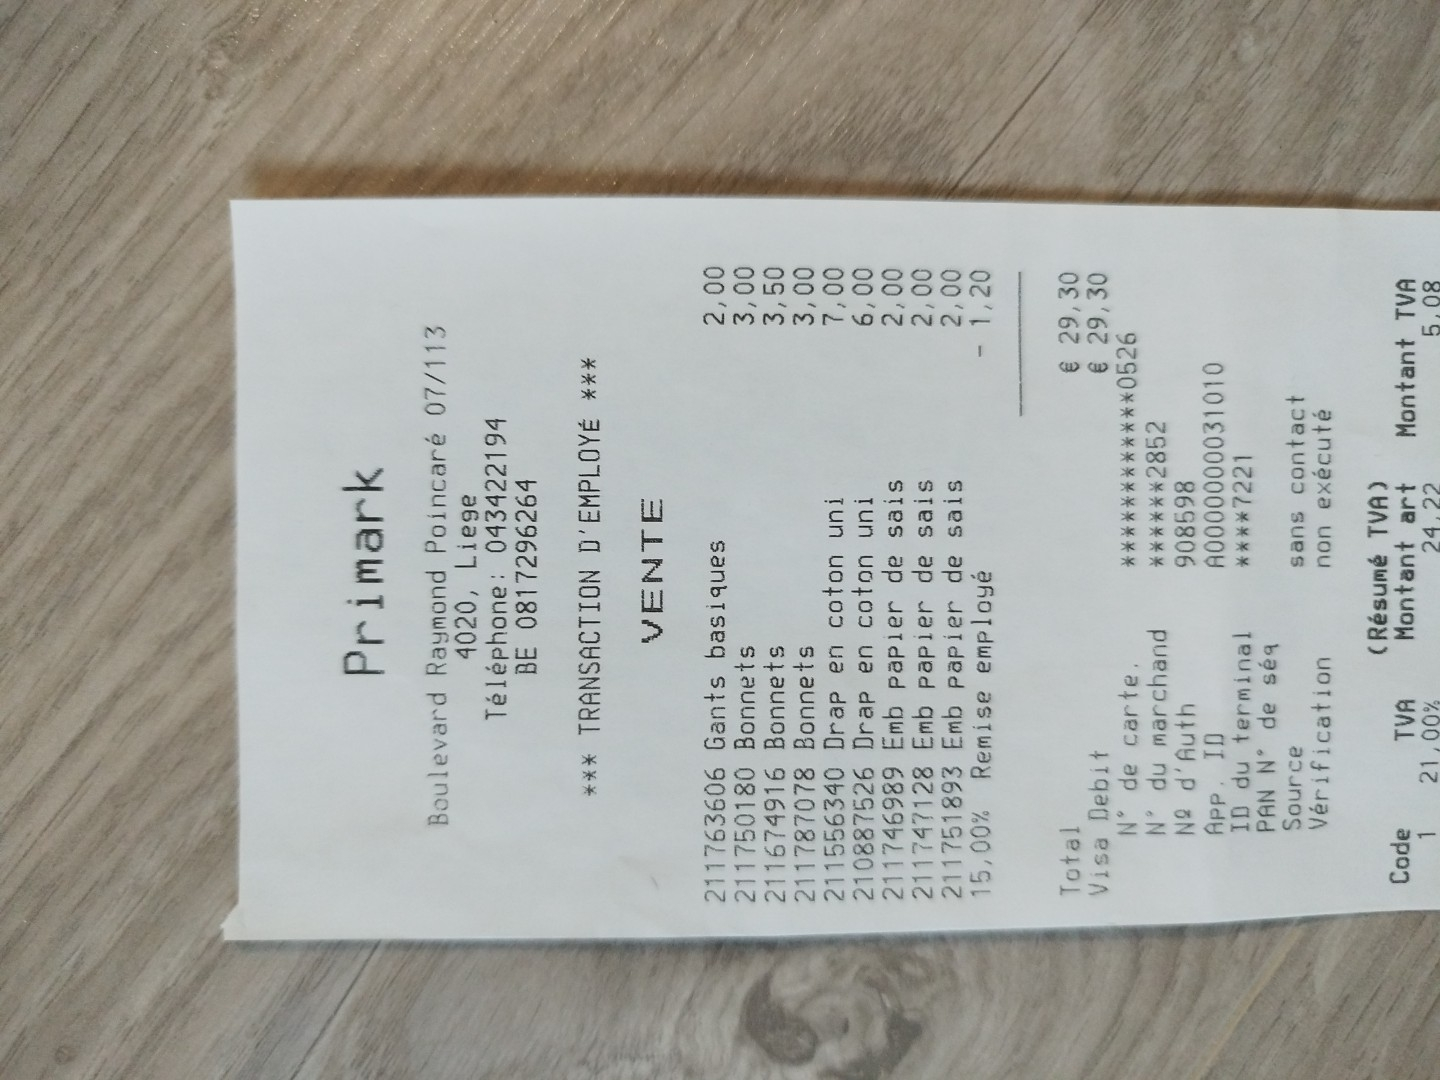 Primark
Boulevard Raymond Poincaré 07/113
4020, Liege
Téléphone: 043422194
BE 0817296264
*** TRANSACTION D'EMPLOYÉ ***
VENTE
211763606 Gants basiques 2,00
211750180 Bonnets 3,00
211674916 Bonnets 3,50
211787078 Bonnets 3,00
211556340 Drap en coton uni 7,00
210887526 Drap en coton uni 6,00
211746989 Emb papier de sais 2,00
211747128 Emb papier de sais 2,00
211751893 Emb papier de sais 2,00
15,00% Remise employé - 1,20
Total € 29,30
Visa Debit € 29,30
N° de carte. ************0526
N° du marchand ******2852
Nº d'Auth 908598
App. ID A0000000031010
ID du terminal ****7221
PAN N° de séq
Source sans contact
Vérification non exécuté
(Résumé TVA)
Code TVA Montant art Montant TVA
1 21,00% 24,22 5,08